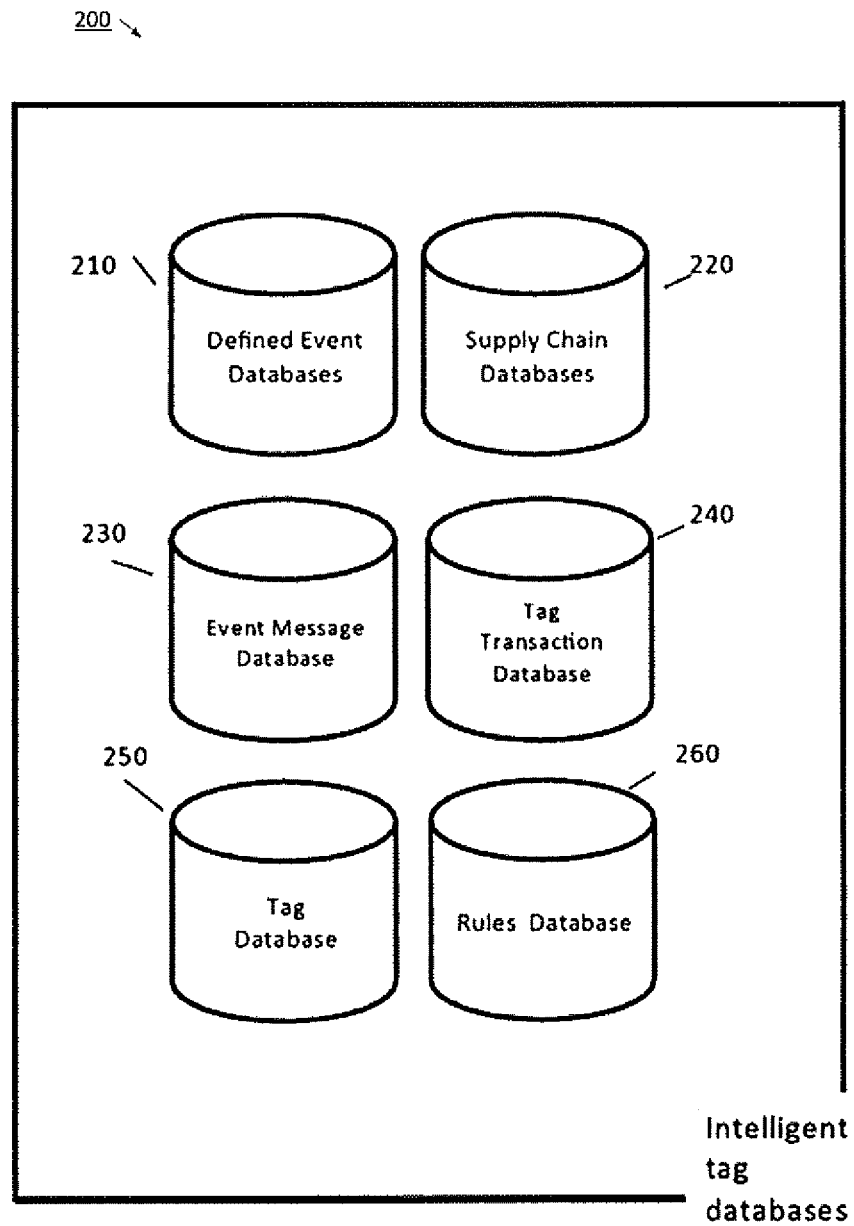 200
210
220
Defined Event
Databases
Supply Chain
Databases
230
240
Event Message
Database
Tag
Transaction
Database
250
260
Tag
Database
Rules Database
Intelligent
tag
databases